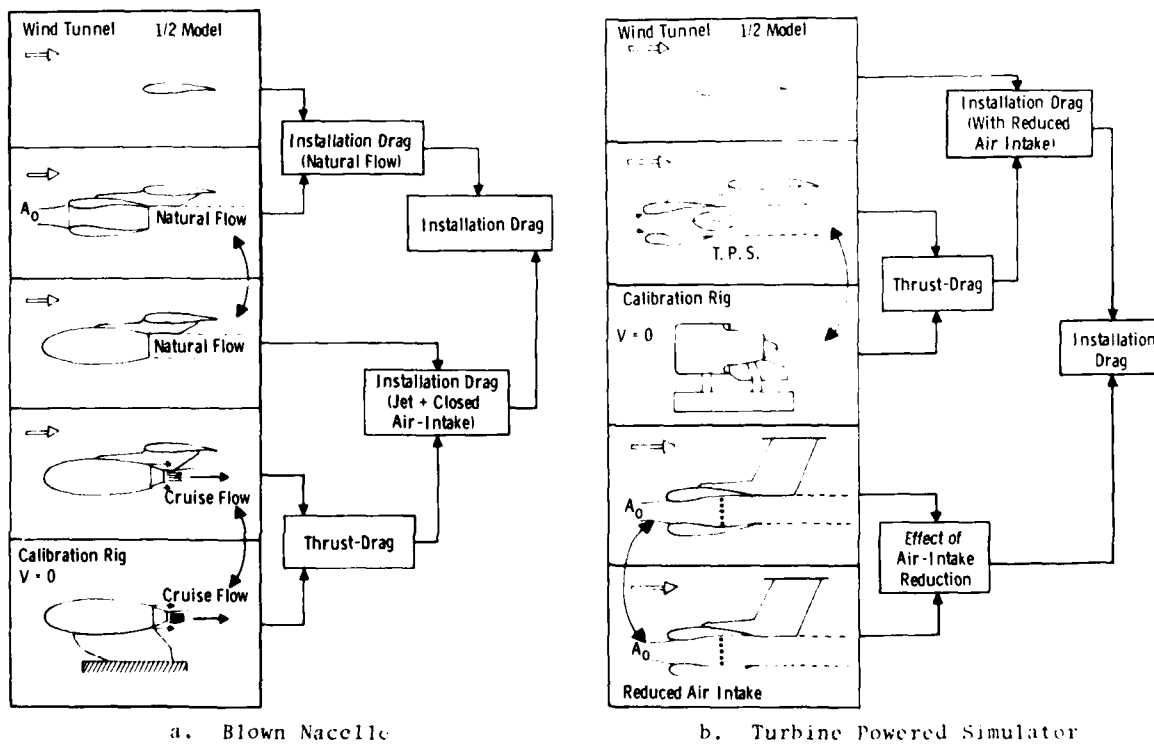 Wind Tunnel 1/2 Model
Installation Drag
(Natural Flow)
A0
Natural Flow
Installation Drag
Natural Flow
Installation Drag
(Jet + Closed
Air-Intake)
Cruise Flow
Thrust-Drag
Calibration Rig
V = 0
Cruise Flow
a. Blown Nacelle
Wind Tunnel 1/2 Model
Installation Drag
(With Reduced
Air Intake)
T. P. S.
Thrust-Drag
Calibration Rig
V = 0
Installation
Drag
A0
Effect of
Air-Intake
Reduction
A0
Reduced Air Intake
b. Turbine Powered Simulator